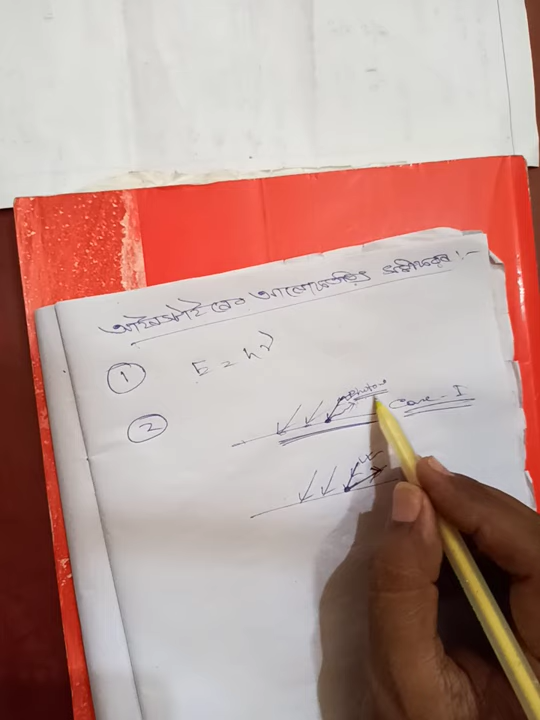 আইনস্টাইনের আলোকতড়িৎ সমীকরণ :-
① E = hν
② Photon Case - I